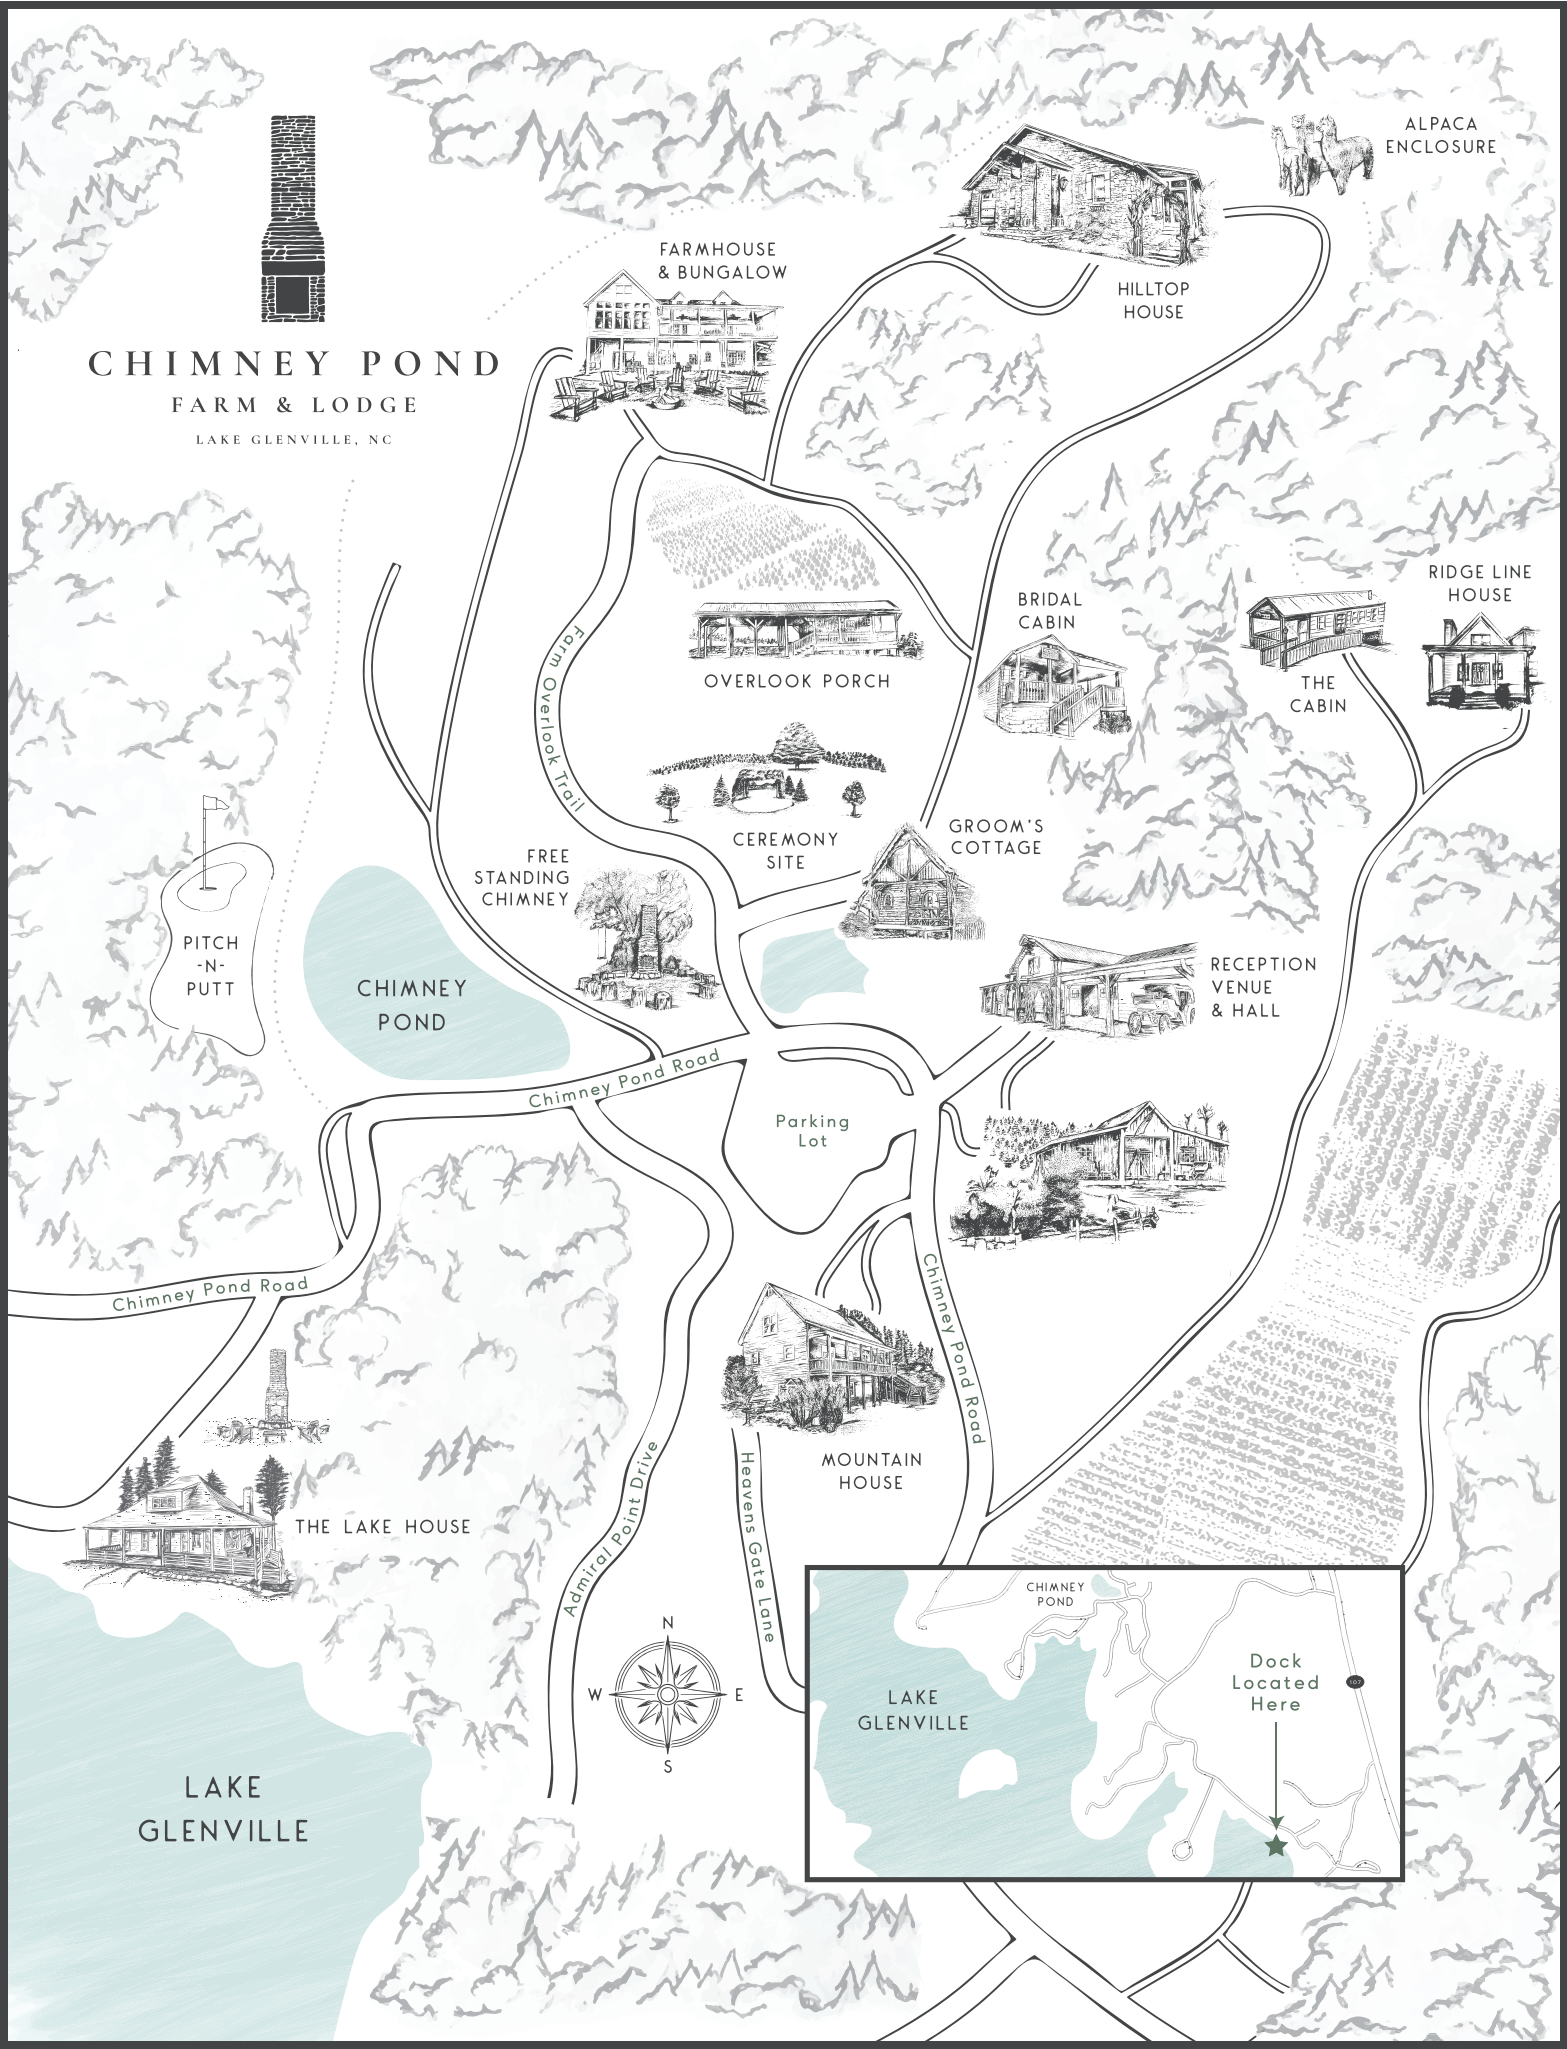 CHIMNEY POND
FARM & LODGE
LAKE GLENVILLE, NC
ALPACA
ENCLOSURE
FARMHOUSE
& BUNGALOW
HILLTOP
HOUSE
RIDGE LINE
HOUSE
BRIDAL
CABIN
THE
CABIN
OVERLOOK PORCH
Farm Overlook Trail
CEREMONY
SITE
GROOM'S
COTTAGE
FREE
STANDING
CHIMNEY
PITCH
-N-
PUTT
CHIMNEY
POND
RECEPTION
VENUE
& HALL
Chimney Pond Road
Parking
Lot
Chimney Pond Road
Chimney Pond Road
MOUNTAIN
HOUSE
THE LAKE HOUSE
Admiral Point Drive
Heavens Gate Lane
N
W
E
S
LAKE
GLENVILLE
CHIMNEY
POND
LAKE
GLENVILLE
Dock
Located
Here
107